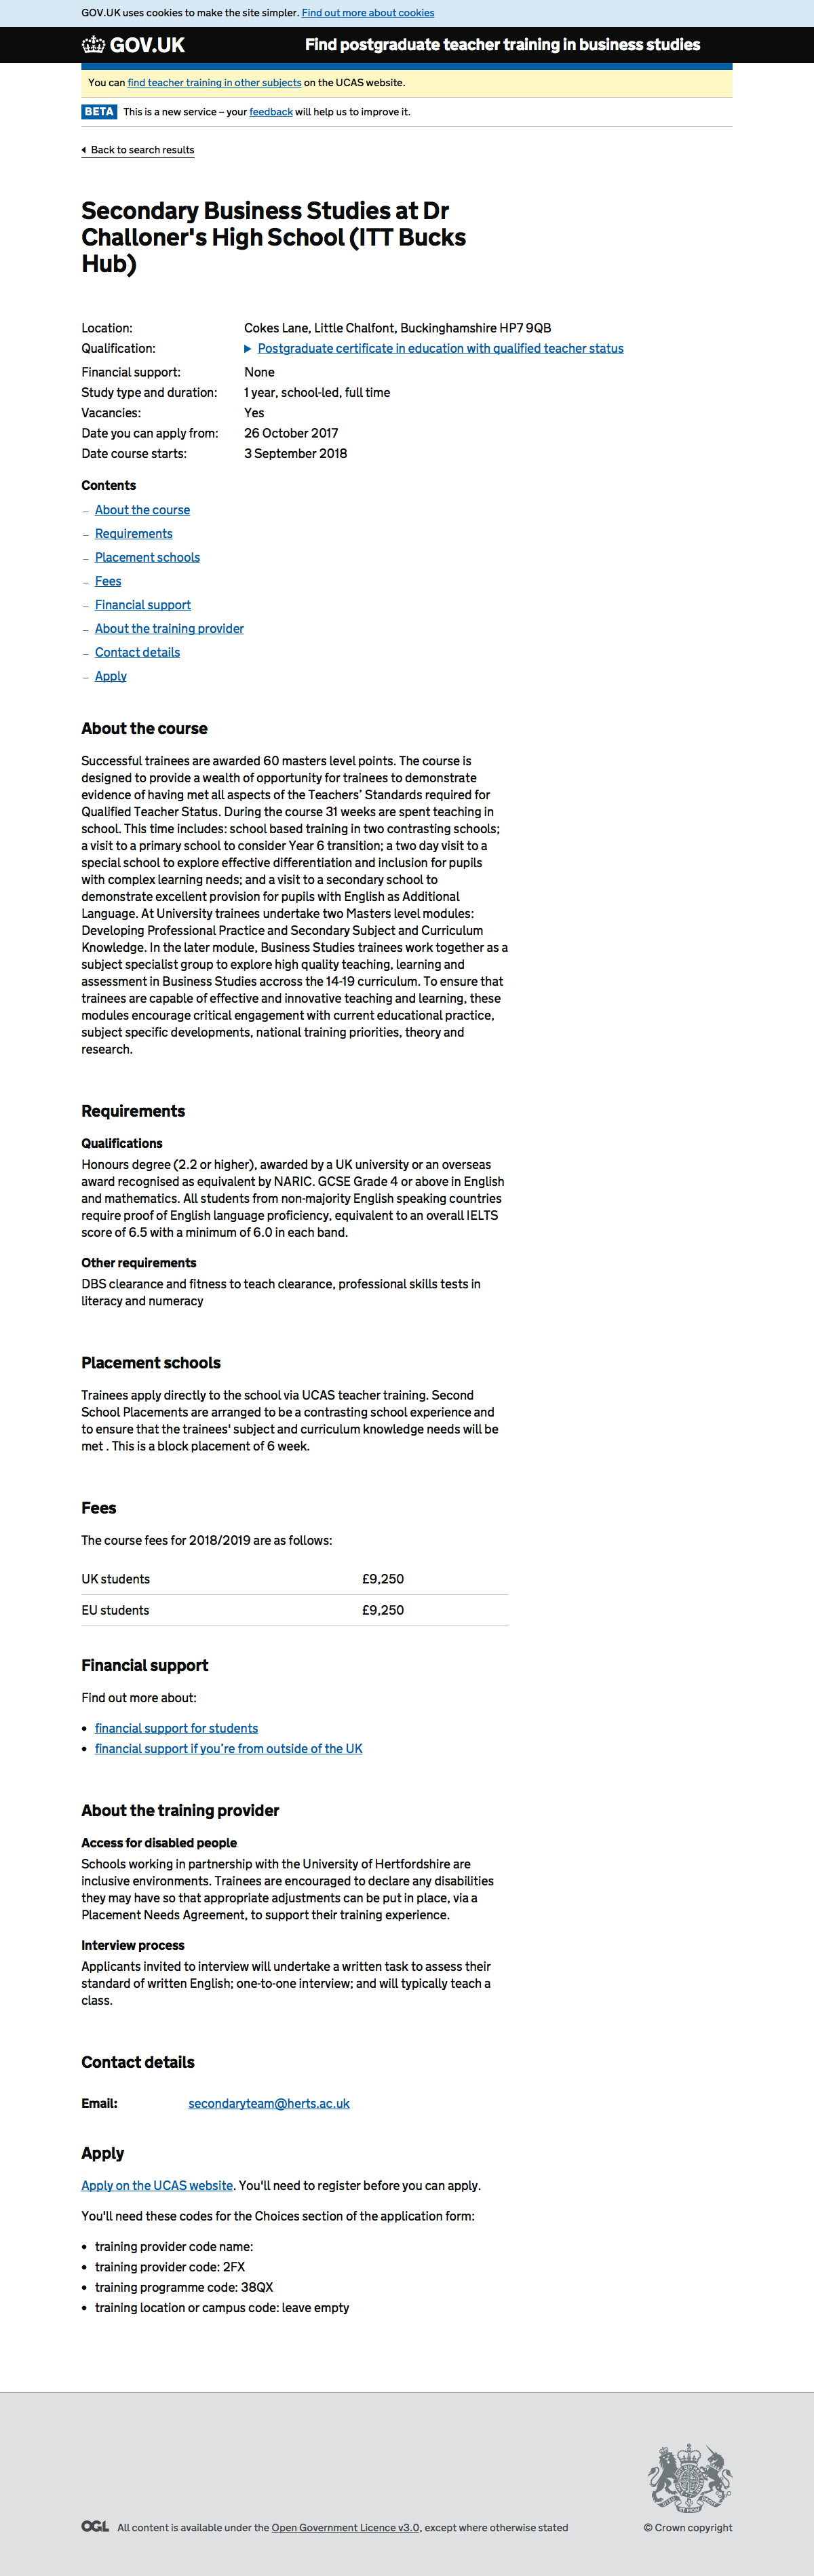 GOV.UK uses cookies to make the site simpler. Find out more about cookies
GOV.UK
Find postgraduate teacher training in business studies
You can find teacher training in other subjects on the UCAS website.
BETA This is a new service – your feedback will help us to improve it.
Back to search results
Secondary Business Studies at Dr
Challoner's High School (ITT Bucks
Hub)
Location: Cokes Lane, Little Chalfont, Buckinghamshire HP7 9QB
Qualification: Postgraduate certificate in education with qualified teacher status
Financial support: None
Study type and duration: 1 year, school-led, full time
Vacancies: Yes
Date you can apply from: 26 October 2017
Date course starts: 3 September 2018
Contents
– About the course
– Requirements
– Placement schools
– Fees
– Financial support
– About the training provider
– Contact details
– Apply
About the course
Successful trainees are awarded 60 masters level points. The course is
designed to provide a wealth of opportunity for trainees to demonstrate
evidence of having met all aspects of the Teachers’ Standards required for
Qualified Teacher Status. During the course 31 weeks are spent teaching in
school. This time includes: school based training in two contrasting schools;
a visit to a primary school to consider Year 6 transition; a two day visit to a
special school to explore effective differentiation and inclusion for pupils
with complex learning needs; and a visit to a secondary school to
demonstrate excellent provision for pupils with English as Additional
Language. At University trainees undertake two Masters level modules:
Developing Professional Practice and Secondary Subject and Curriculum
Knowledge. In the later module, Business Studies trainees work together as a
subject specialist group to explore high quality teaching, learning and
assessment in Business Studies accross the 14-19 curriculum. To ensure that
trainees are capable of effective and innovative teaching and learning, these
modules encourage critical engagement with current educational practice,
subject specific developments, national training priorities, theory and
research.
Requirements
Qualifications
Honours degree (2.2 or higher), awarded by a UK university or an overseas
award recognised as equivalent by NARIC. GCSE Grade 4 or above in English
and mathematics. All students from non-majority English speaking countries
require proof of English language proficiency, equivalent to an overall IELTS
score of 6.5 with a minimum of 6.0 in each band.
Other requirements
DBS clearance and fitness to teach clearance, professional skills tests in
literacy and numeracy
Placement schools
Trainees apply directly to the school via UCAS teacher training. Second
School Placements are arranged to be a contrasting school experience and
to ensure that the trainees' subject and curriculum knowledge needs will be
met . This is a block placement of 6 week.
Fees
The course fees for 2018/2019 are as follows:
UK students £9,250
EU students £9,250
Financial support
Find out more about:
• financial support for students
• financial support if you’re from outside of the UK
About the training provider
Access for disabled people
Schools working in partnership with the University of Hertfordshire are
inclusive environments. Trainees are encouraged to declare any disabilities
they may have so that appropriate adjustments can be put in place, via a
Placement Needs Agreement, to support their training experience.
Interview process
Applicants invited to interview will undertake a written task to assess their
standard of written English; one-to-one interview; and will typically teach a
class.
Contact details
Email: secondaryteam@herts.ac.uk
Apply
Apply on the UCAS website. You'll need to register before you can apply.
You'll need these codes for the Choices section of the application form:
• training provider code name:
• training provider code: 2FX
• training programme code: 38QX
• training location or campus code: leave empty
OGL All content is available under the Open Government Licence v3.0, except where otherwise stated
© Crown copyright